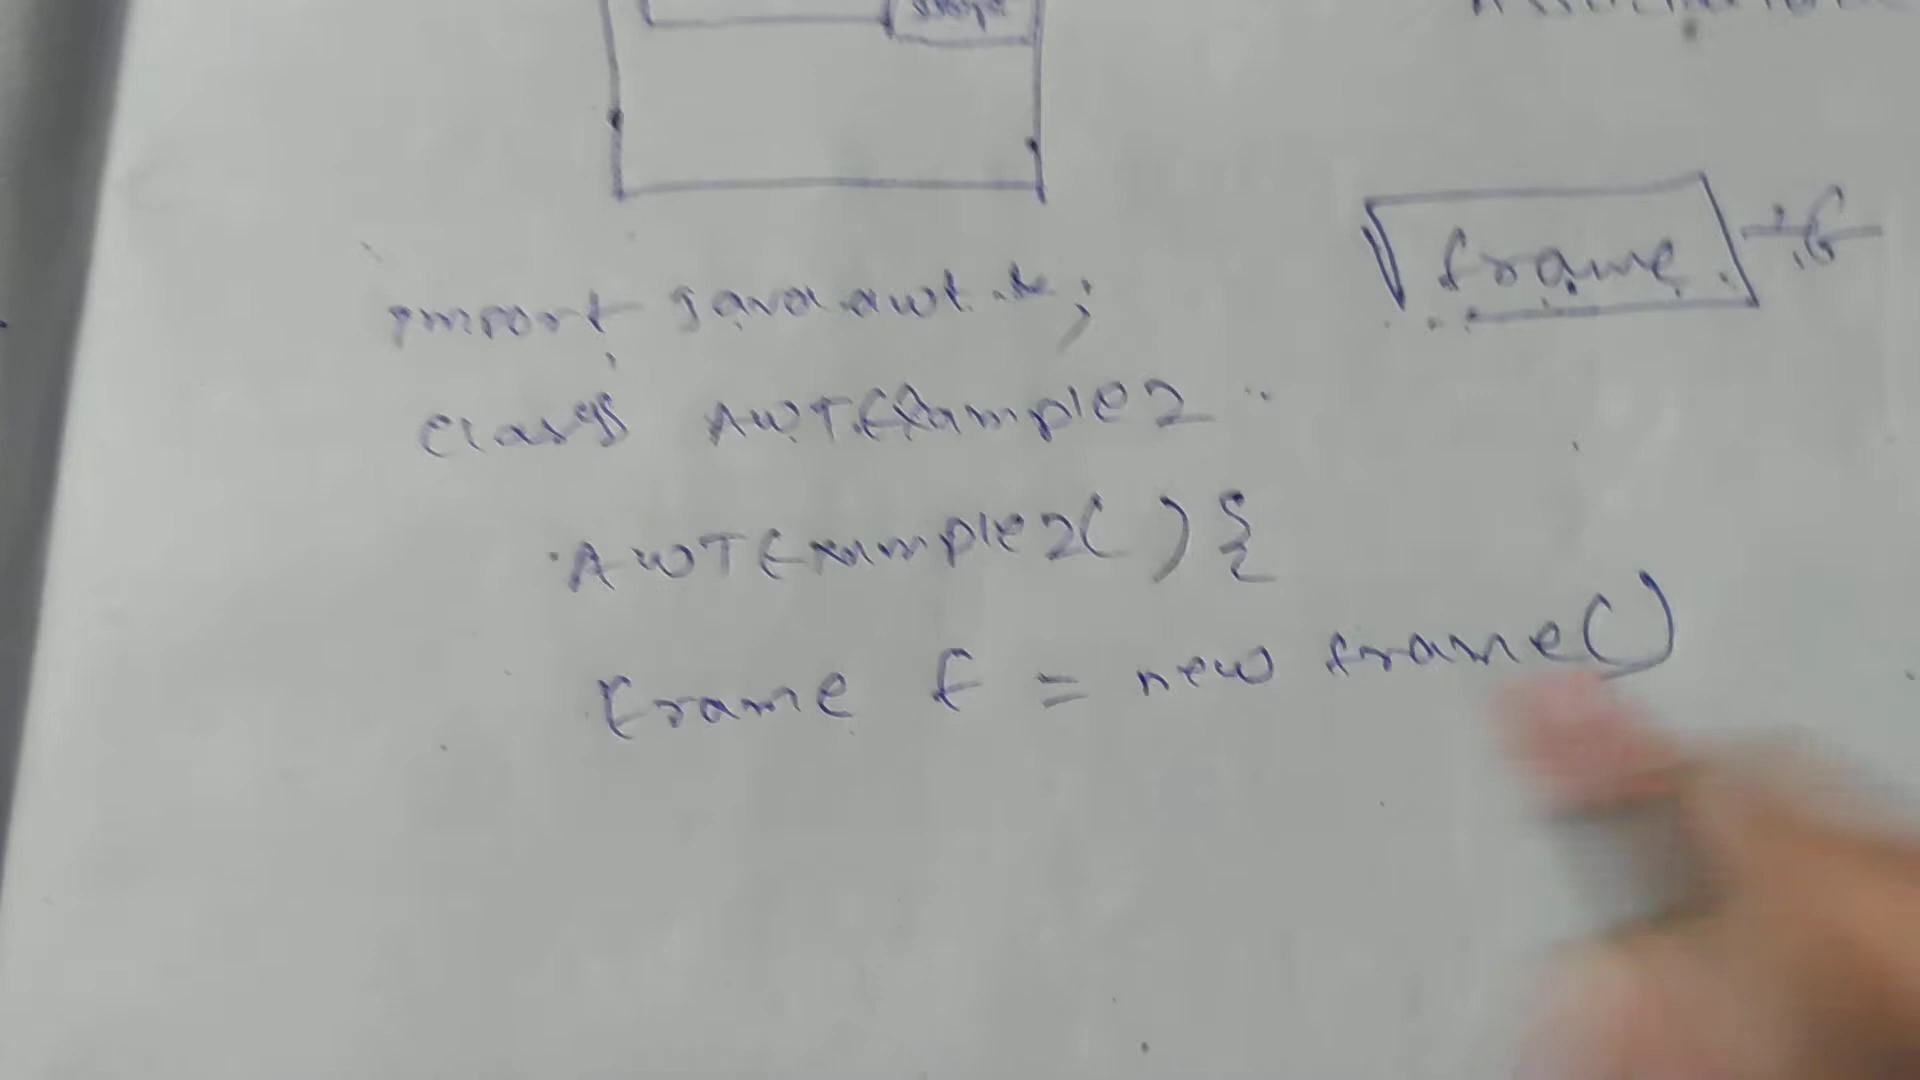 frame
import java.awt.*;
class AWTExample2
AWTExample2( ) {
Frame f = new frame()